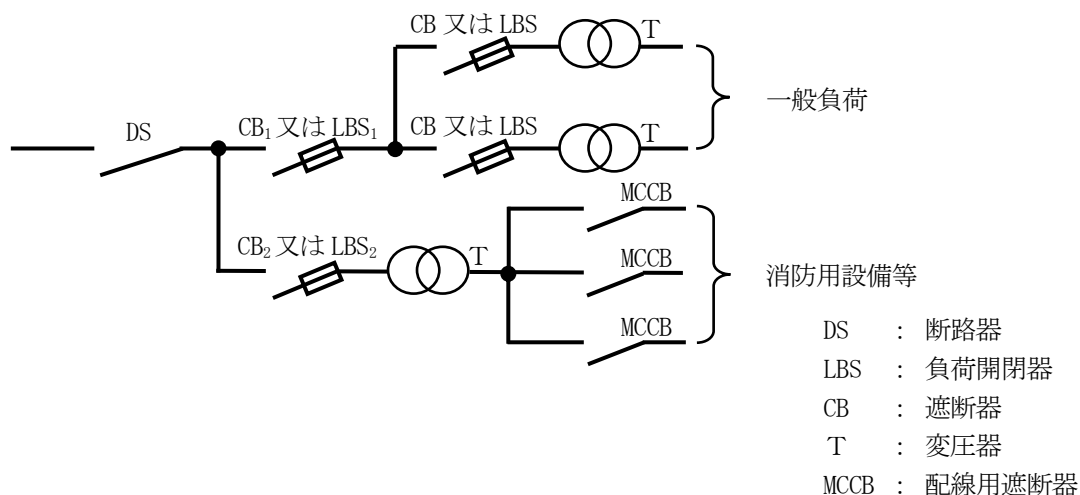 CB 又は LBS
T
DS
CB₁ 又は LBS₁
CB 又は LBS
T
一般負荷
CB₂ 又は LBS₂
T
MCCB
MCCB
MCCB
消防用設備等
DS : 断路器
LBS : 負荷開閉器
CB : 遮断器
T : 変圧器
MCCB : 配線用遮断器